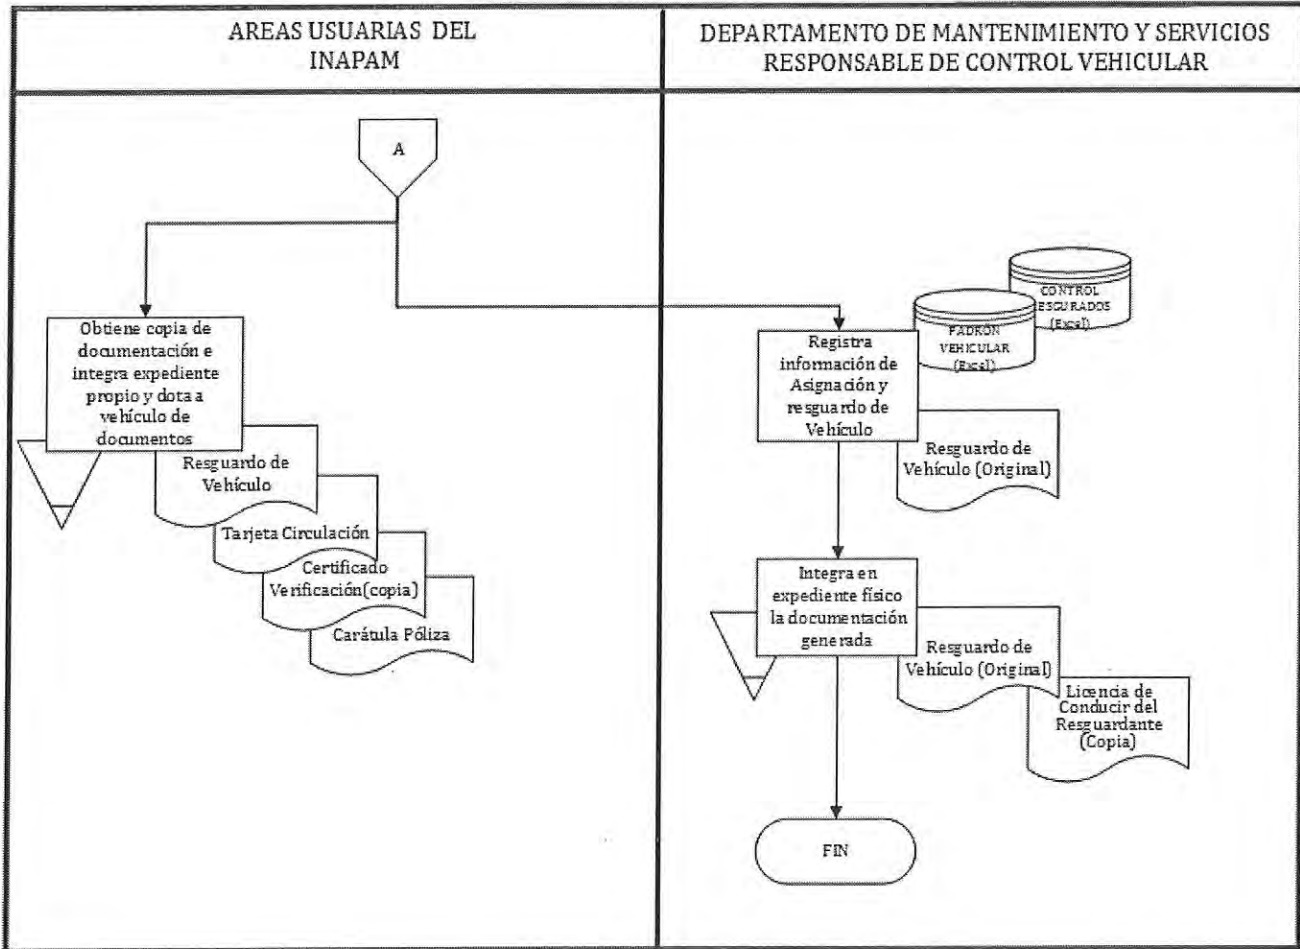 AREAS USUARIAS DEL
INAPAM
DEPARTAMENTO DE MANTENIMIENTO Y SERVICIOS
RESPONSABLE DE CONTROL VEHICULAR
A
Obtiene copia de
documentación e
integra expediente
propio y dota a
vehículo de
documentos
Resguardo de
Vehículo
Tarjeta Circulación
Certificado
Verificación(copia)
Carátula Póliza
CONTROL
RESGURADOS
(Excel)
PADRÓN
VEHICULAR
(Excel)
Registra
información de
Asignación y
resguardo de
Vehículo
Resguardo de
Vehículo (Original)
Integra en
expediente físico
la documentación
generada
Resguardo de
Vehículo (Original)
Licencia de
Conducir del
Resguardante
(Copia)
FIN